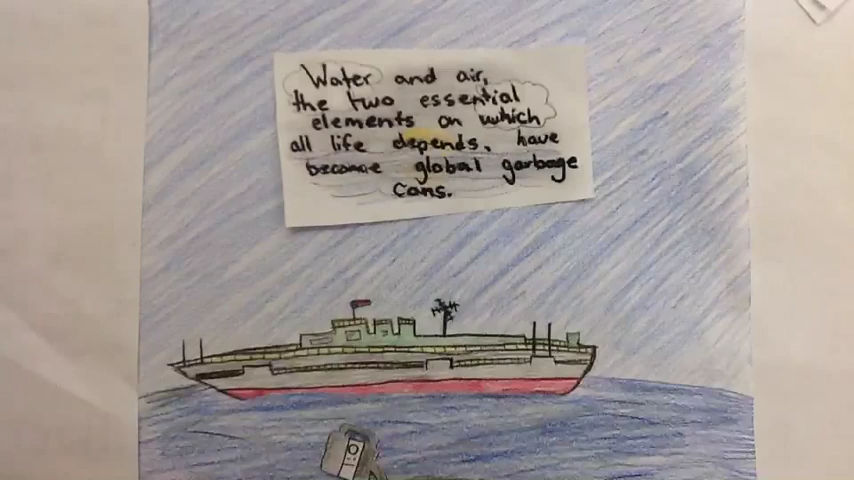 Water and air,
the two essential
elements on which
all life depends, have
become global garbage
cans.